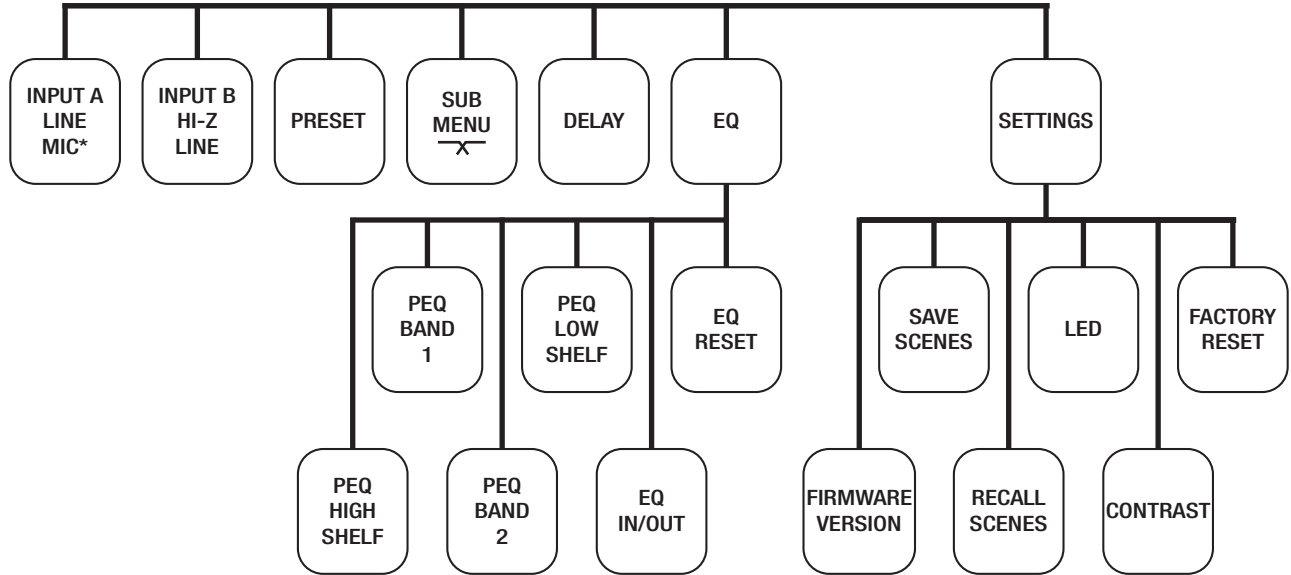 INPUT A
LINE
MIC*
INPUT B
HI-Z
LINE
PRESET
SUB
MENU
DELAY
EQ
SETTINGS
PEQ
BAND
1
PEQ
LOW
SHELF
EQ
RESET
SAVE
SCENES
LED
FACTORY
RESET
PEQ
HIGH
SHELF
PEQ
BAND
2
EQ
IN/OUT
FIRMWARE
VERSION
RECALL
SCENES
CONTRAST